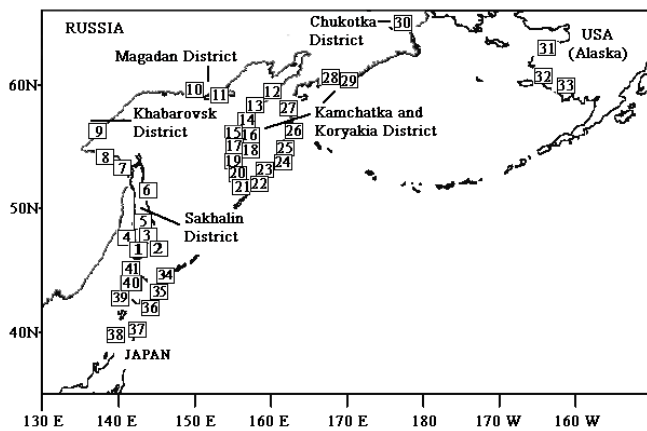 RUSSIA
Chukotka
District
30
USA
(Alaska)
31
Magadan District
60N
10
11
12
28
29
32
33
13
27
Khabarovsk
District
9
14
Kamchatka and
Koryakia District
15
16
26
17
18
25
8
7
19
24
20
23
21
22
6
50N
Sakhalin
District
5
4
3
1
2
41
34
40
35
39
36
40N
38
37
JAPAN
130 E
140 E
150 E
160 E
170 E
180
170 W
160 W